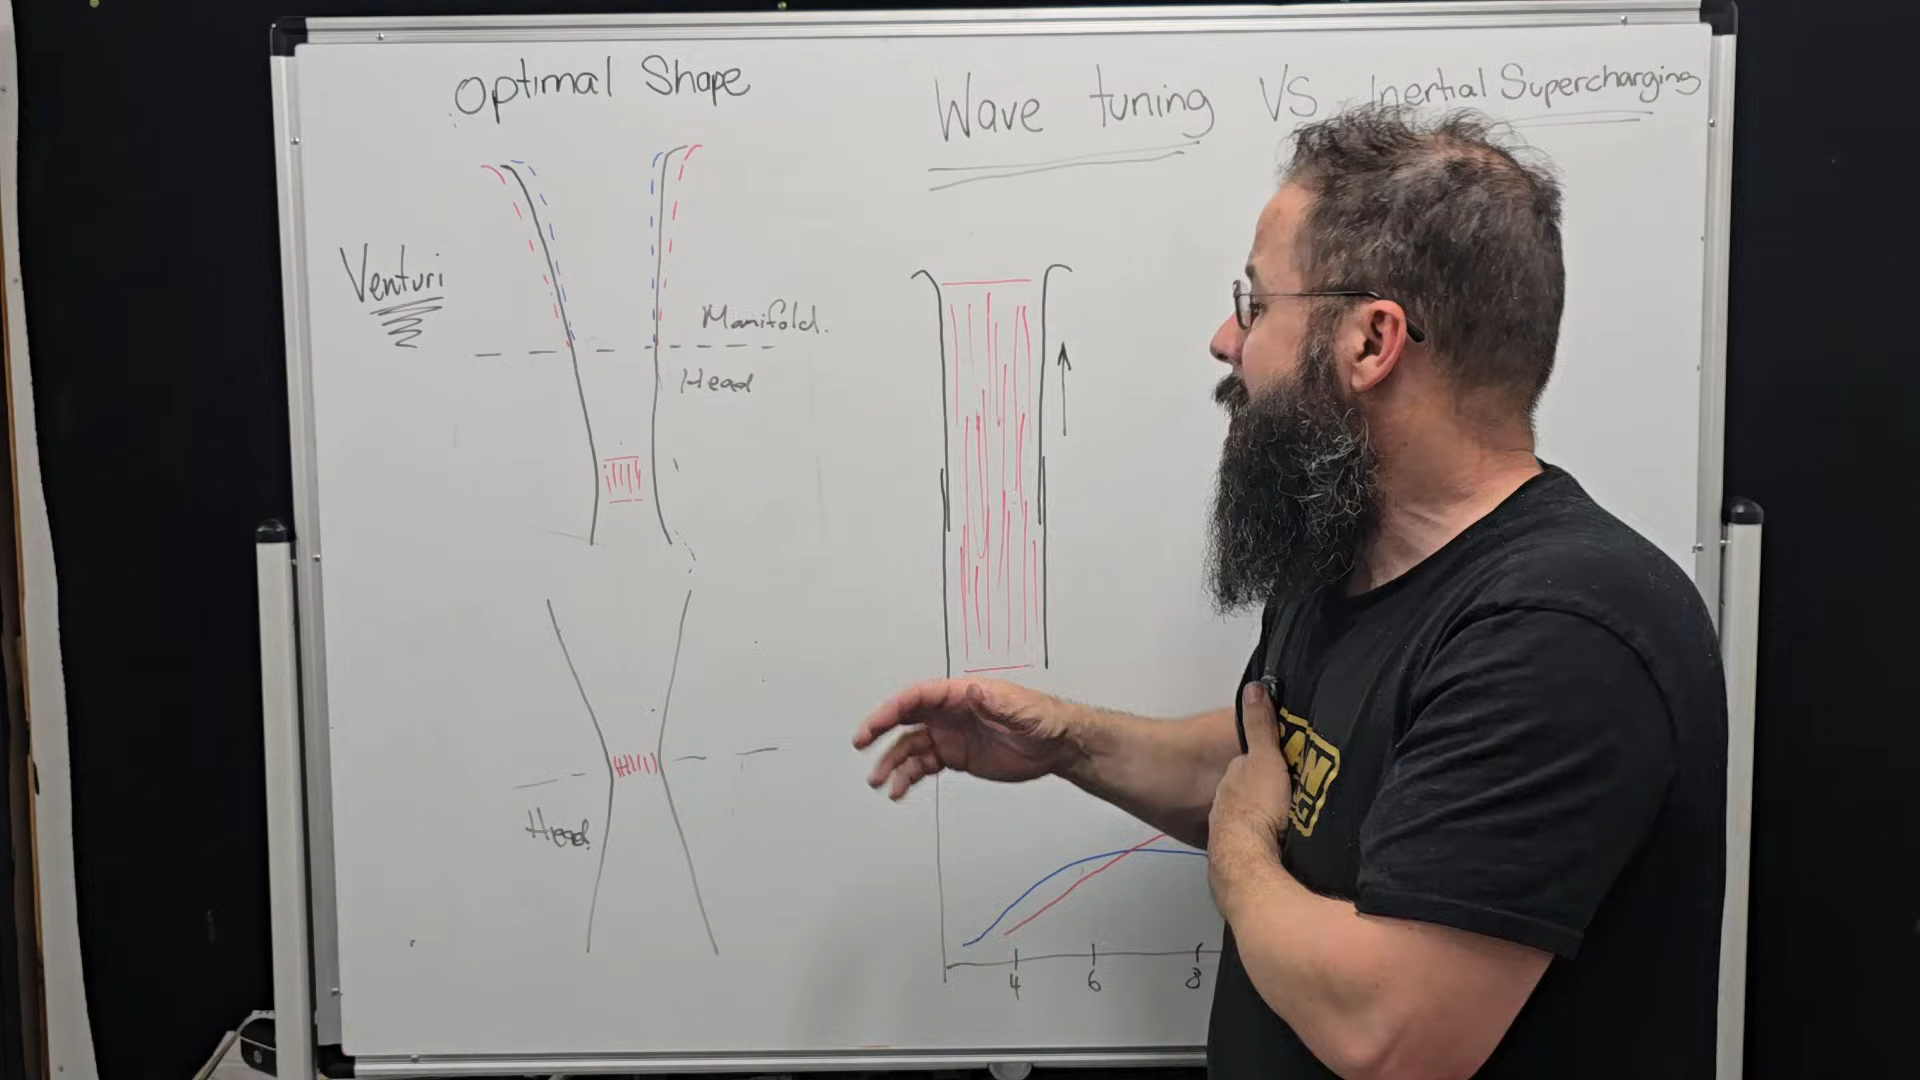 Optimal Shape
Wave tuning VS Inertial Supercharging
Venturi
Manifold.
Head
Head
4 6 8